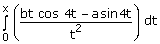 ∫₀ˣ ( (bt cos 4t − a sin 4t) / t² ) dt